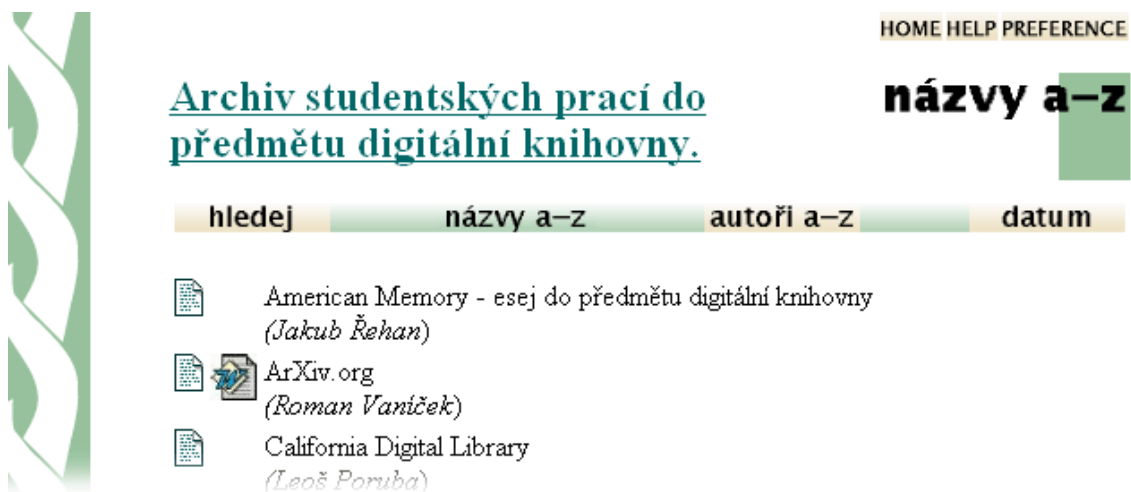 HOME HELP PREFERENCE
Archiv studentských prací do
předmětu digitální knihovny.
názvy a–z
hledej názvy a–z autoři a–z datum
American Memory - esej do předmětu digitální knihovny
(Jakub Řehan)
ArXiv.org
(Roman Vaníček)
California Digital Library
(Leoš Poruba)